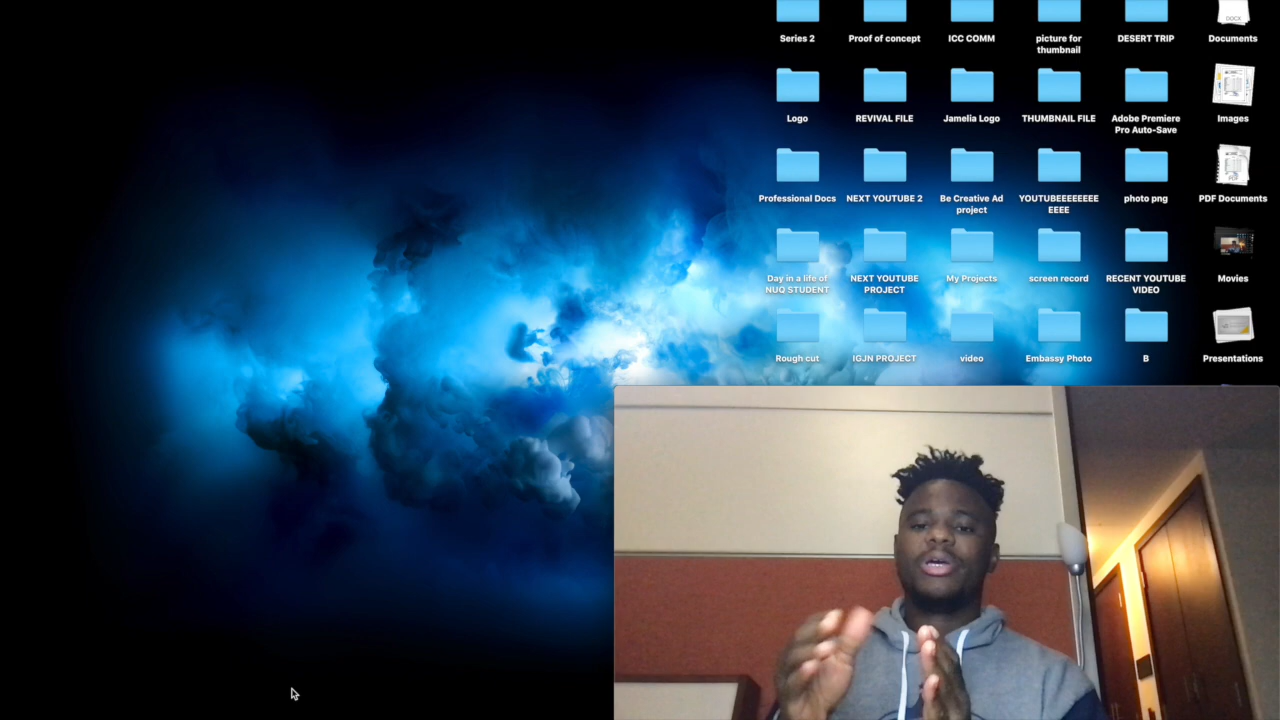 Series 2
Proof of concept
ICC COMM
picture for
thumbnail
DESERT TRIP
DOCX
Documents
Logo
REVIVAL FILE
Jamelia Logo
THUMBNAIL FILE
Adobe Premiere
Pro Auto-Save
Images
Professional Docs
NEXT YOUTUBE 2
Be Creative Ad
project
YOUTUBEEEEEEEE
EEEE
photo png
PDF
PDF Documents
Day in a life of
NUQ STUDENT
NEXT YOUTUBE
PROJECT
My Projects
screen record
RECENT YOUTUBE
VIDEO
Movies
Rough cut
IGJN PROJECT
video
Embassy Photo
B
Presentations